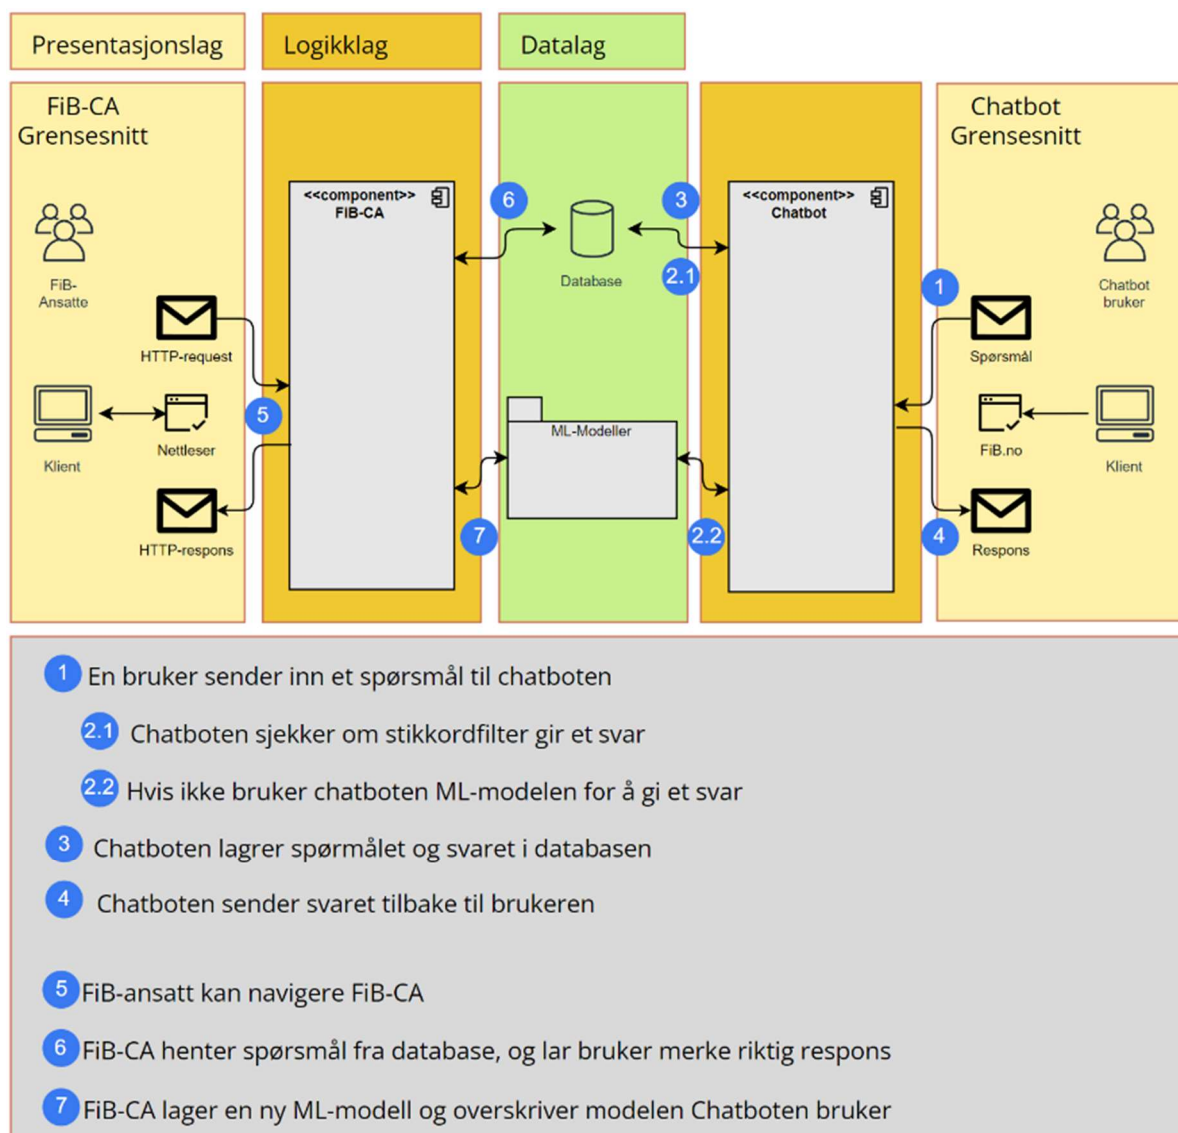 Presentasjonslag
Logikklag
Datalag
FiB-CA
Grensesnitt
FiB-
Ansatte
HTTP-request
Klient
Nettleser
HTTP-respons
5
<<component>>
FiB-CA
6
7
Database
ML-Modeller
3
2.1
2.2
<<component>>
Chatbot
Chatbot
Grensesnitt
Chatbot
bruker
1
Spørsmål
FiB.no
Klient
4
Respons
1 En bruker sender inn et spørsmål til chatboten
2.1 Chatboten sjekker om stikkordfilter gir et svar
2.2 Hvis ikke bruker chatboten ML-modelen for å gi et svar
3 Chatboten lagrer spørmålet og svaret i databasen
4 Chatboten sender svaret tilbake til brukeren
5 FiB-ansatt kan navigere FiB-CA
6 FiB-CA henter spørsmål fra database, og lar bruker merke riktig respons
7 FiB-CA lager en ny ML-modell og overskriver modelen Chatboten bruker